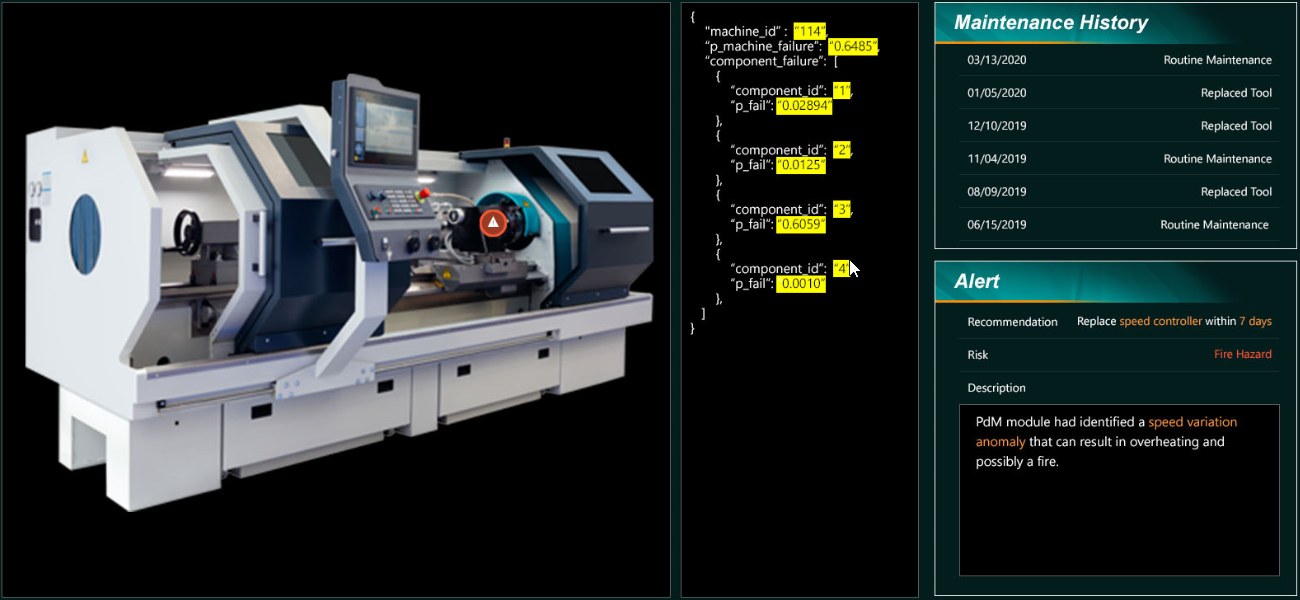 {
"machine_id" : "114",
"p_machine_failure": "0.6485",
"component_failure": [
{
"component_id": "1",
"p_fail": "0.02894"
},
{
"component_id": "2",
"p_fail": "0.0125"
},
{
"component_id": "3",
"p_fail": "0.6059"
},
{
"component_id": "4"
"p_fail": 0.0010"
},
]
}
Maintenance History
03/13/2020 Routine Maintenance
01/05/2020 Replaced Tool
12/10/2019 Replaced Tool
11/04/2019 Routine Maintenance
08/09/2019 Replaced Tool
06/15/2019 Routine Maintenance
Alert
Recommendation Replace speed controller within 7 days
Risk Fire Hazard
Description
PdM module had identified a speed variation
anomaly that can result in overheating and
possibly a fire.